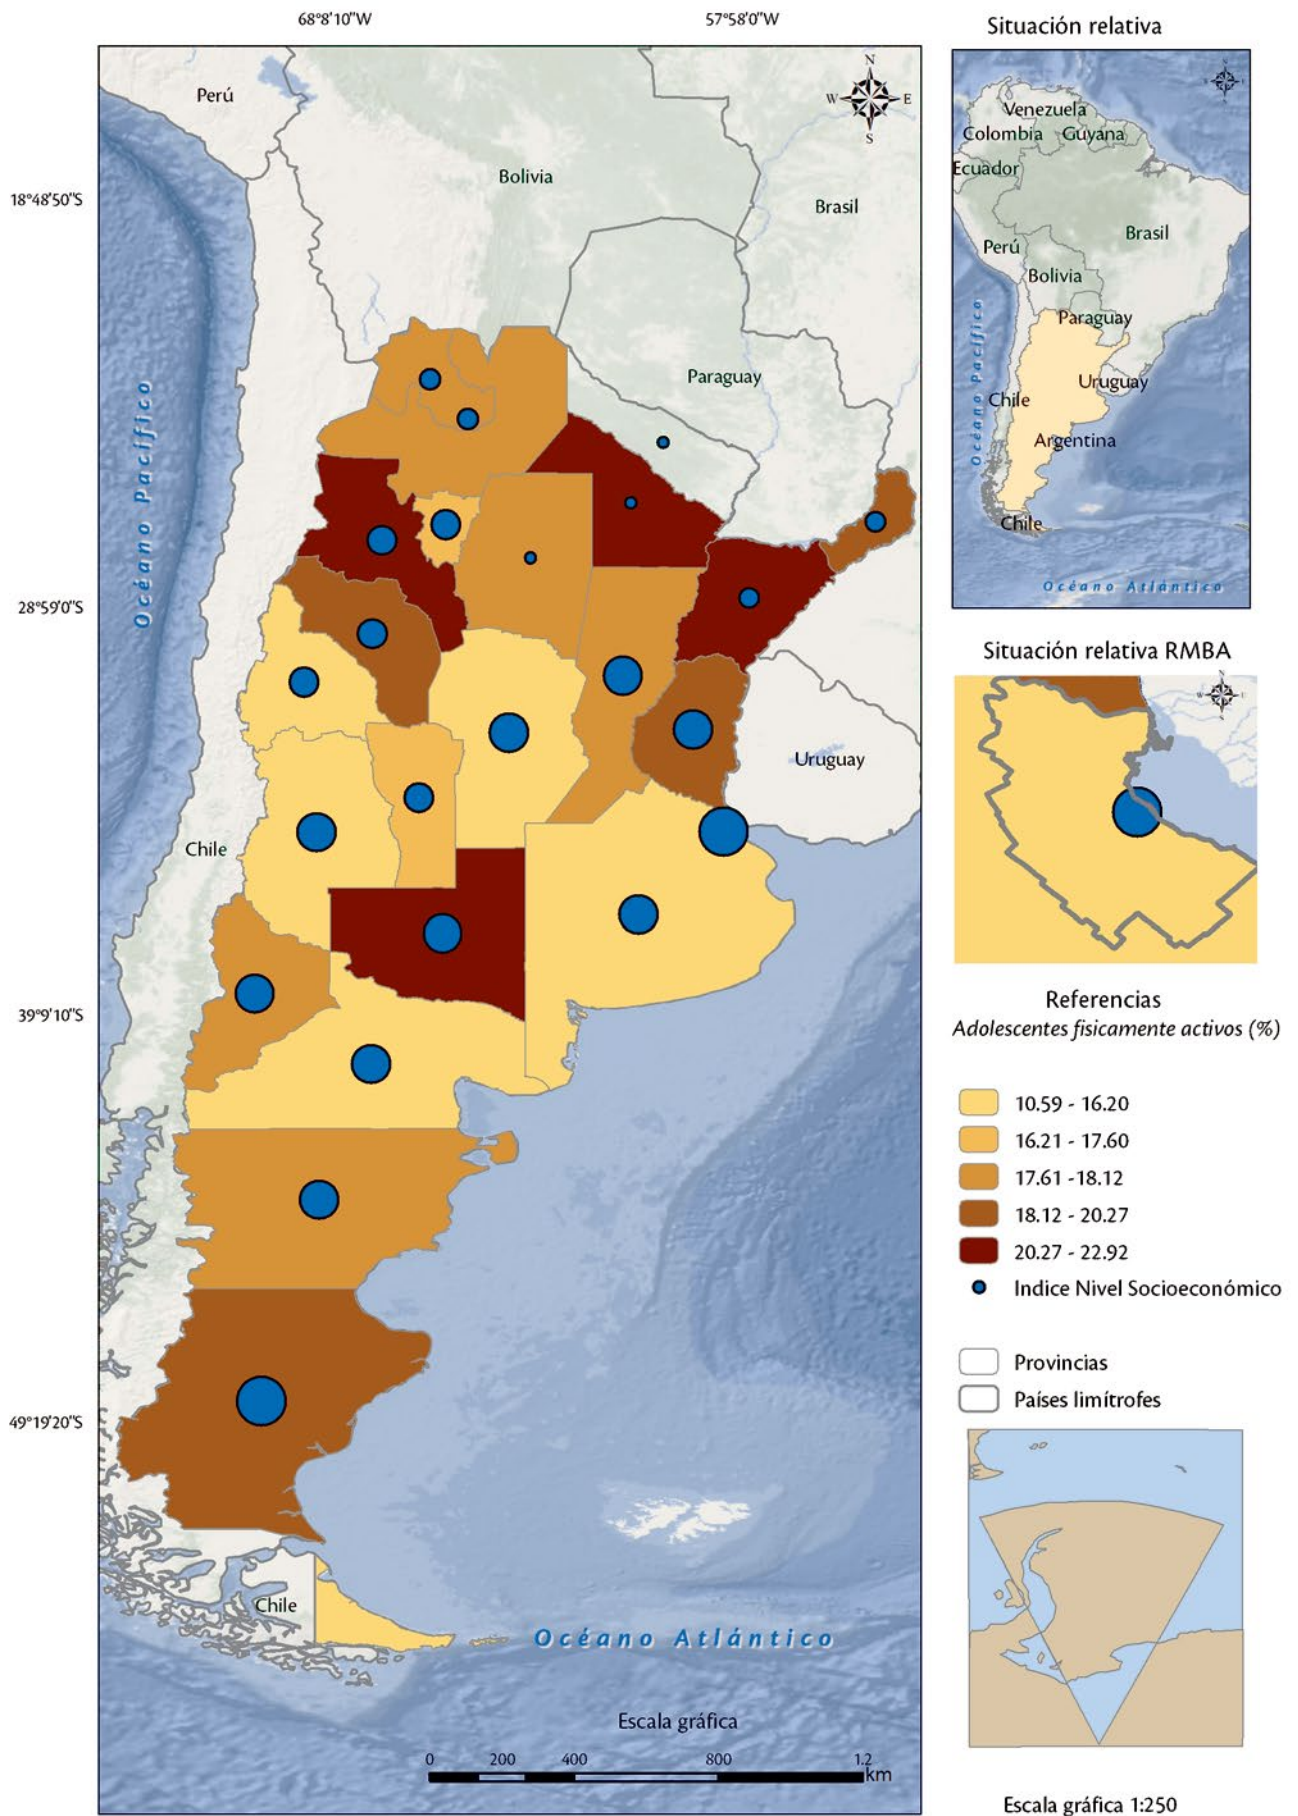 68°8'10"W
57°58'0"W
18°48'50"S
28°59'0"S
39°9'10"S
49°19'20"S
N
W
E
S
Perú
Bolivia
Brasil
Paraguay
Uruguay
Chile
Chile
Océano Pacífico
Océano Atlántico
Escala gráfica
0 200 400 800 1.2
km
Situación relativa
Venezuela
Colombia
Guyana
Ecuador
Brasil
Perú
Bolivia
Paraguay
Uruguay
Chile
Argentina
Chile
Océano Pacífico
Océano Atlántico
Situación relativa RMBA
N
W
E
S
Referencias
Adolescentes fisicamente activos (%)
10.59 - 16.20
16.21 - 17.60
17.61 -18.12
18.12 - 20.27
20.27 - 22.92
Indice Nivel Socioeconómico
Provincias
Países limítrofes
Escala gráfica 1:250